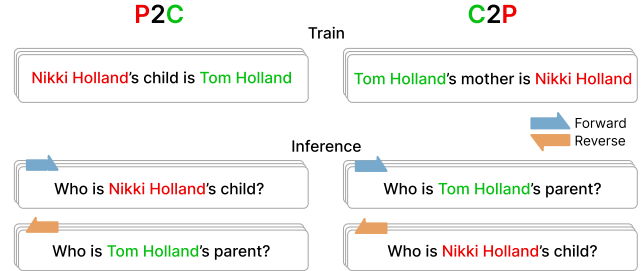 P2C
C2P
Train
Nikki Holland's child is Tom Holland
Tom Holland's mother is Nikki Holland
Forward
Reverse
Inference
Who is Nikki Holland's child?
Who is Tom Holland's parent?
Who is Tom Holland's parent?
Who is Nikki Holland's child?